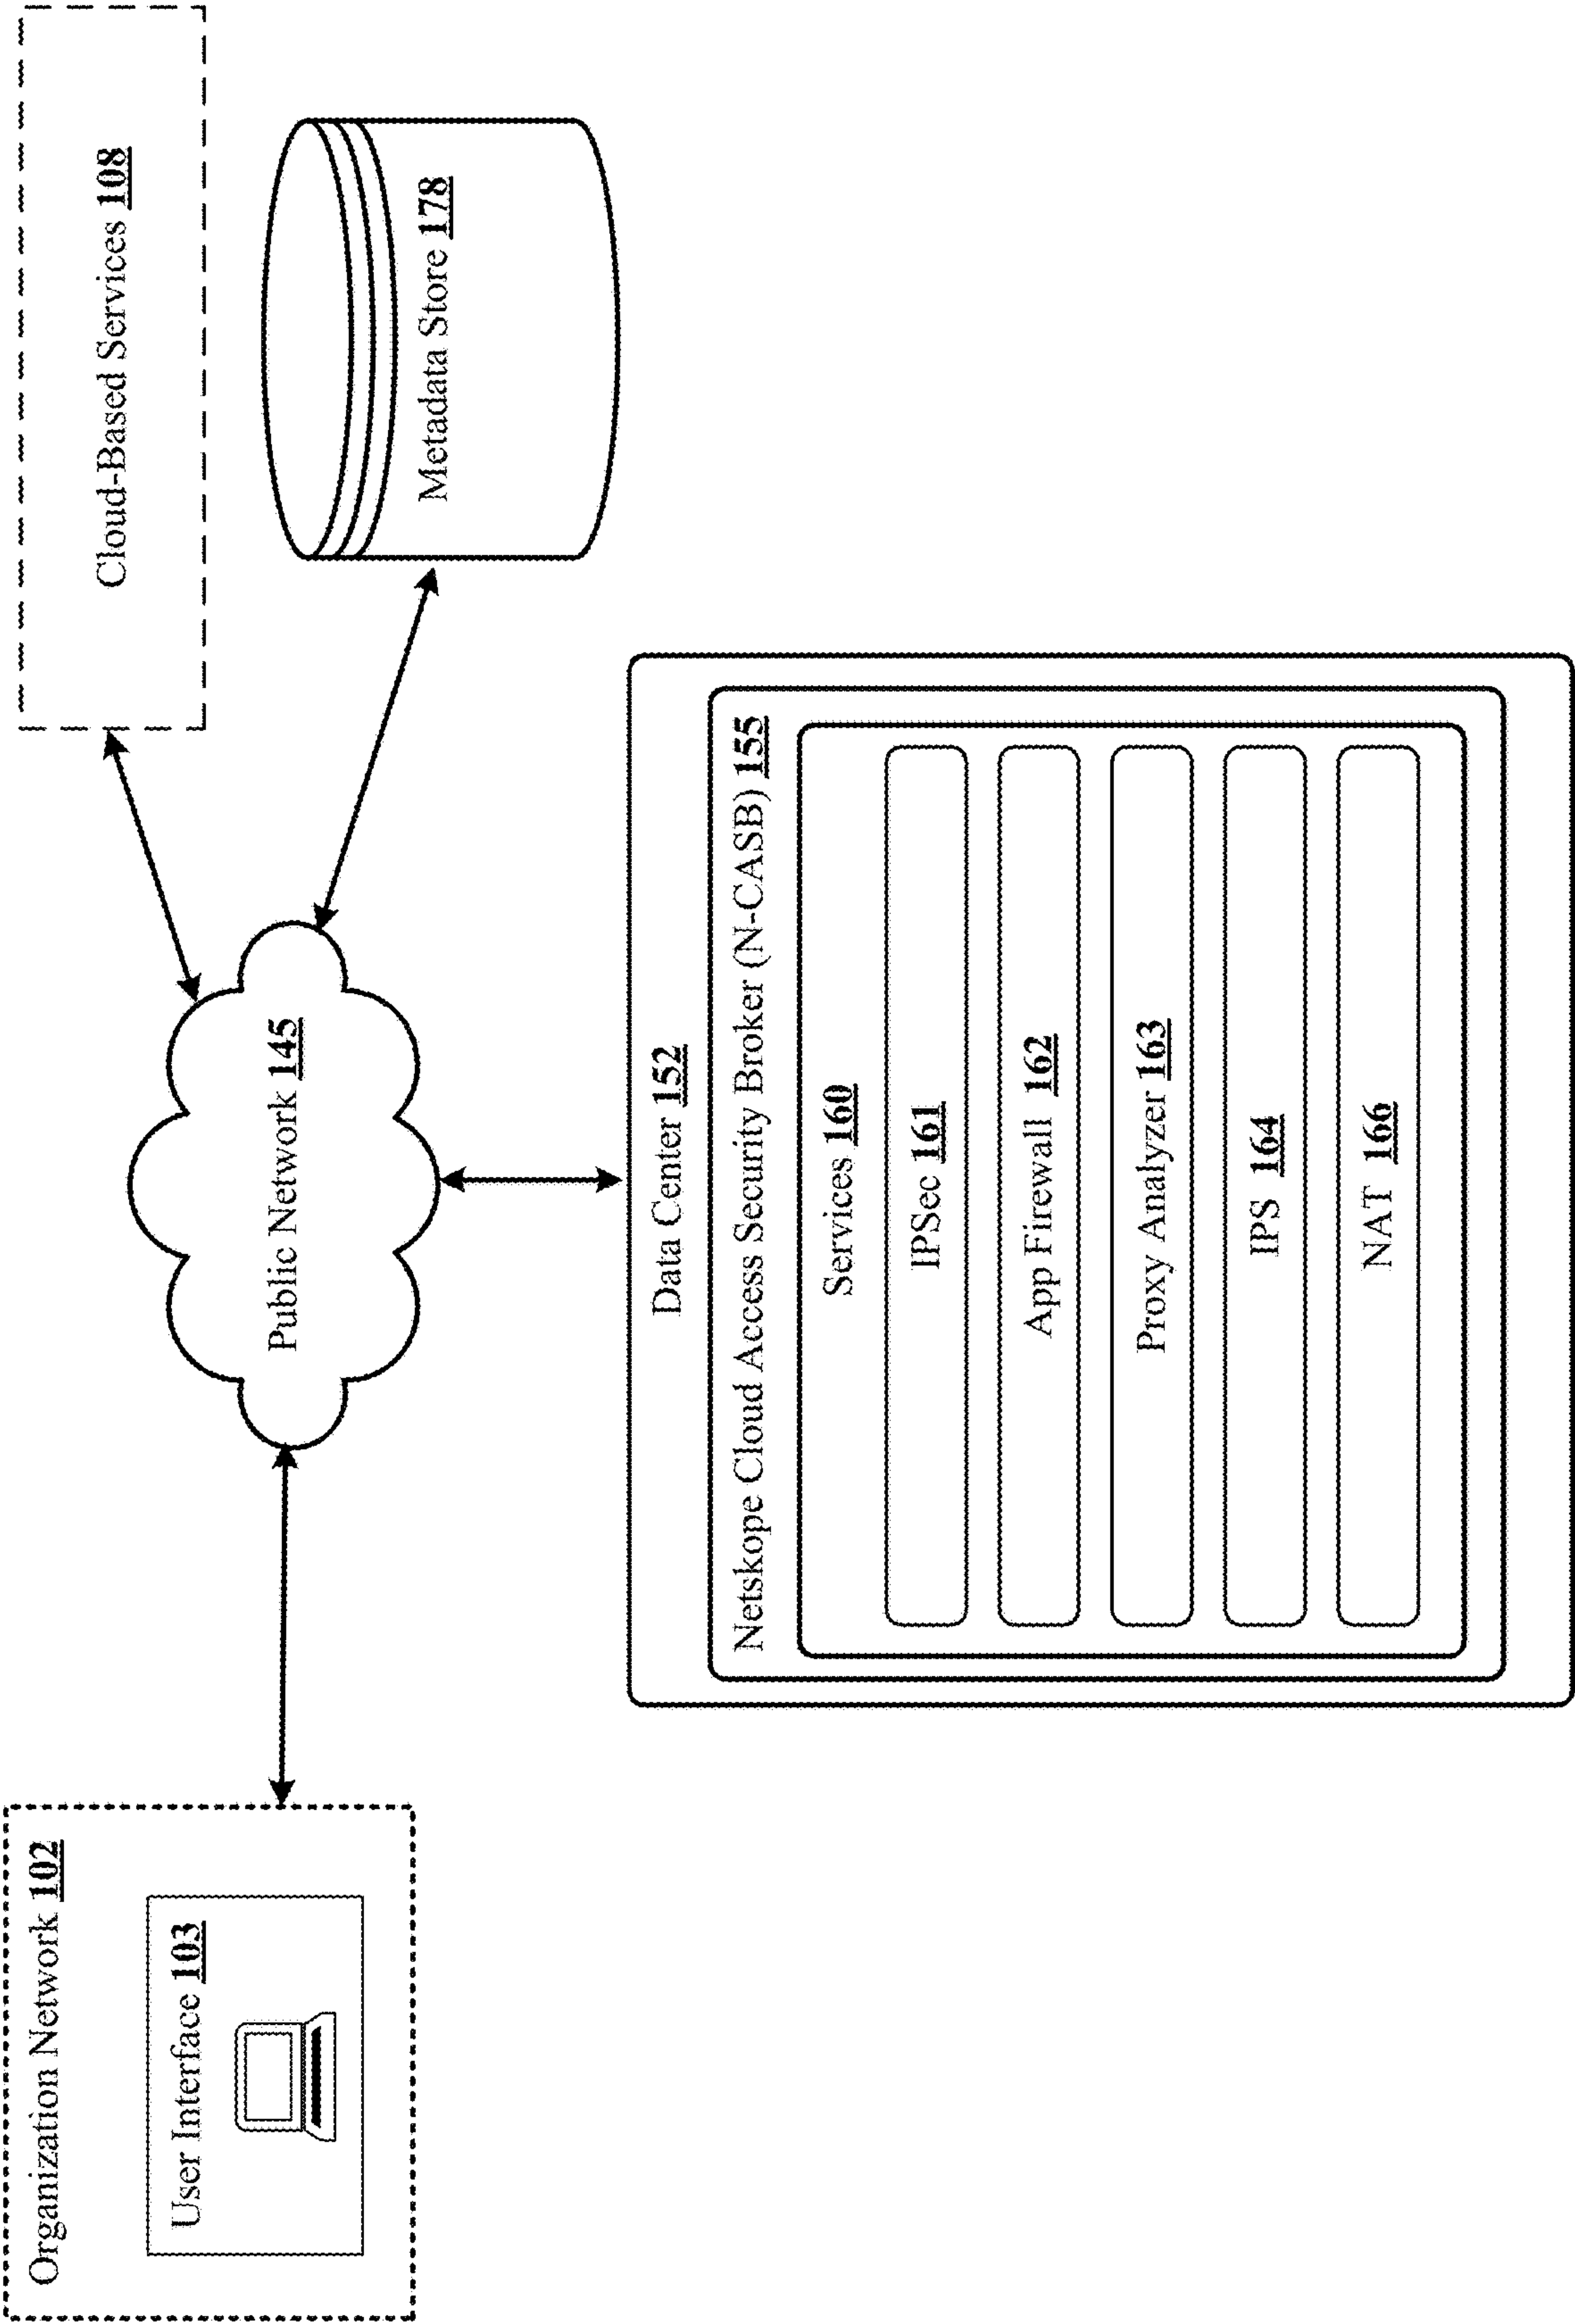 Organization Network 102
User Interface 103
Public Network 145
Cloud-Based Services 108
Metadata Store 178
Data Center 152
Netskope Cloud Access Security Broker (N-CASB) 155
Services 160
IPSec 161
App Firewall 162
Proxy Analyzer 163
IPS 164
NAT 166